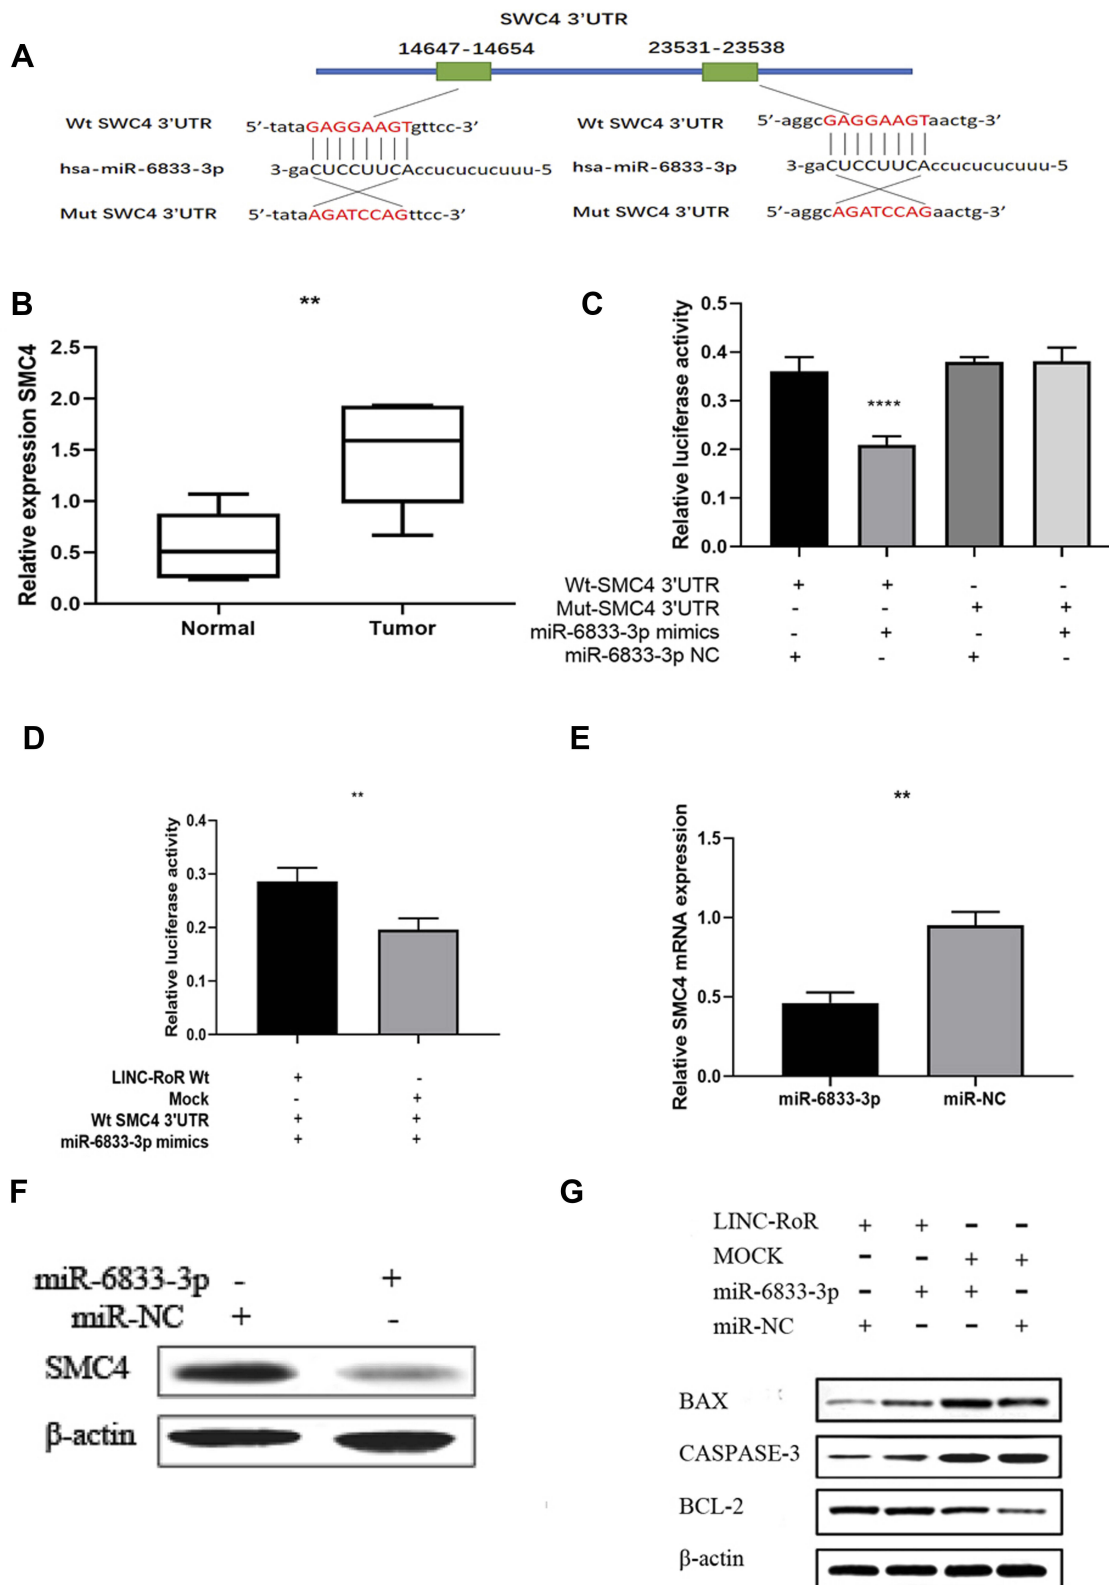 A
SWC4 3'UTR
14647-14654 23531-23538
Wt SWC4 3'UTR 5'-tataGAGGAAGTgttcc-3'
hsa-miR-6833-3p 3-gaCUCCUUCAccucucucuuu-5
Mut SWC4 3'UTR 5'-tataAGATCCAGttcc-3'
Wt SWC4 3'UTR 5'-aggcGAGGAAGTaactg-3'
hsa-miR-6833-3p 3-gaCUCCUUCAccucucucuuu-5
Mut SWC4 3'UTR 5'-aggcAGATCCAGaactg-3'
B
**
Relative expression SMC4
2.5
2.0
1.5
1.0
0.5
0.0
Normal Tumor
C
Relative luciferase activity
0.5
0.4
0.3
0.2
0.1
0.0
****
Wt-SMC4 3'UTR + + - -
Mut-SMC4 3'UTR - - + +
miR-6833-3p mimics - + - +
miR-6833-3p NC + - + -
D
**
Relative luciferase activity
0.4
0.3
0.2
0.1
0.0
LINC-RoR Wt + -
Mock - +
Wt SMC4 3'UTR + +
miR-6833-3p mimics + +
E
**
Relative SMC4 mRNA expression
1.5
1.0
0.5
0.0
miR-6833-3p miR-NC
F
miR-6833-3p - +
miR-NC + -
SMC4
β-actin
G
LINC-RoR + + - -
MOCK - - + +
miR-6833-3p - + + -
miR-NC + - - +
BAX
CASPASE-3
BCL-2
β-actin